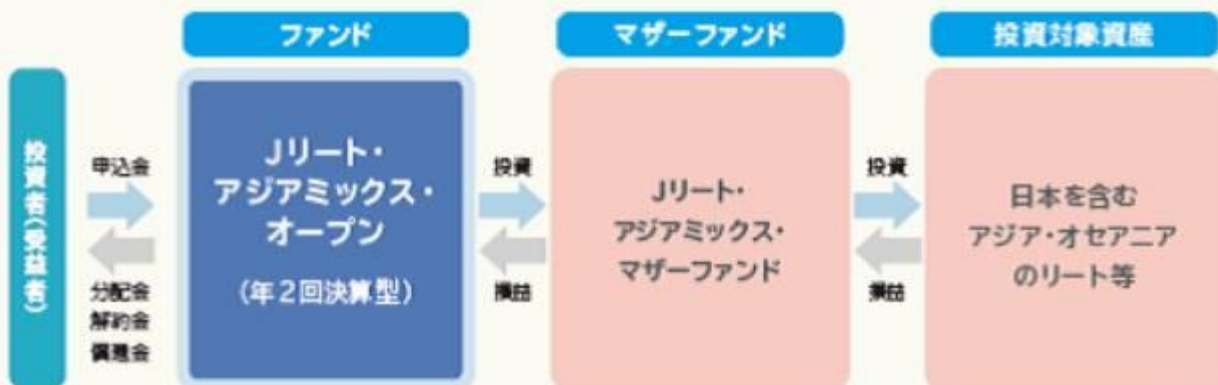 ファンド
マザーファンド
投資対象資産
投資者(受益者)
申込金
分配金
解約金
償還金
Jリート・
アジアミックス・
オープン
(年2回決算型)
投資
損益
Jリート・
アジアミックス・
マザーファンド
投資
損益
日本を含む
アジア・オセアニア
のリート等